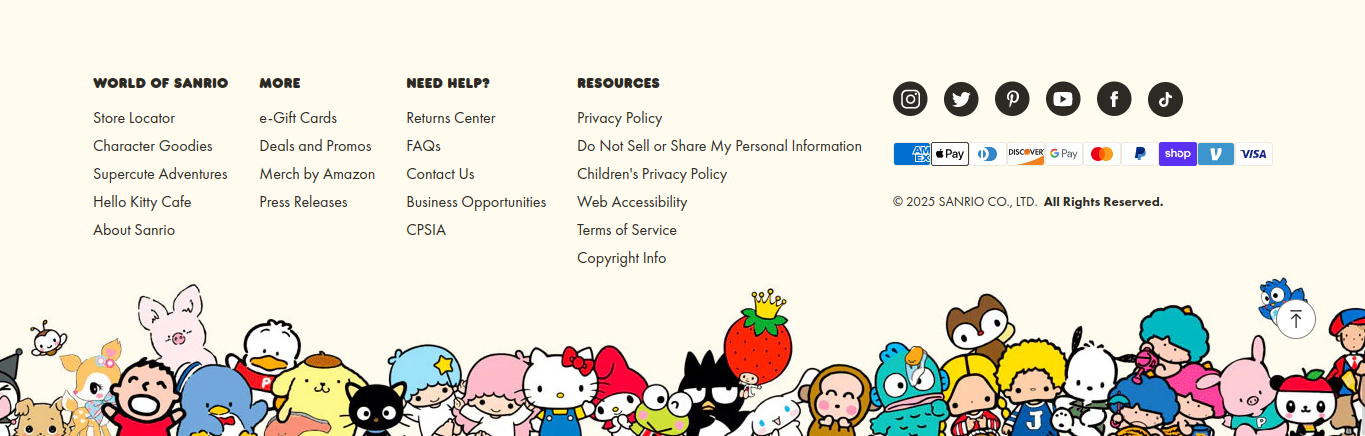 WORLD OF SANRIO
Store Locator
Character Goodies
Supercute Adventures
Hello Kitty Cafe
About Sanrio
MORE
e-Gift Cards
Deals and Promos
Merch by Amazon
Press Releases
NEED HELP?
Returns Center
FAQs
Contact Us
Business Opportunities
CPSIA
RESOURCES
Privacy Policy
Do Not Sell or Share My Personal Information
Children's Privacy Policy
Web Accessibility
Terms of Service
Copyright Info
AM EX Pay DISCOVER G Pay shop VISA
© 2025 SANRIO CO., LTD. All Rights Reserved.
P
J
P